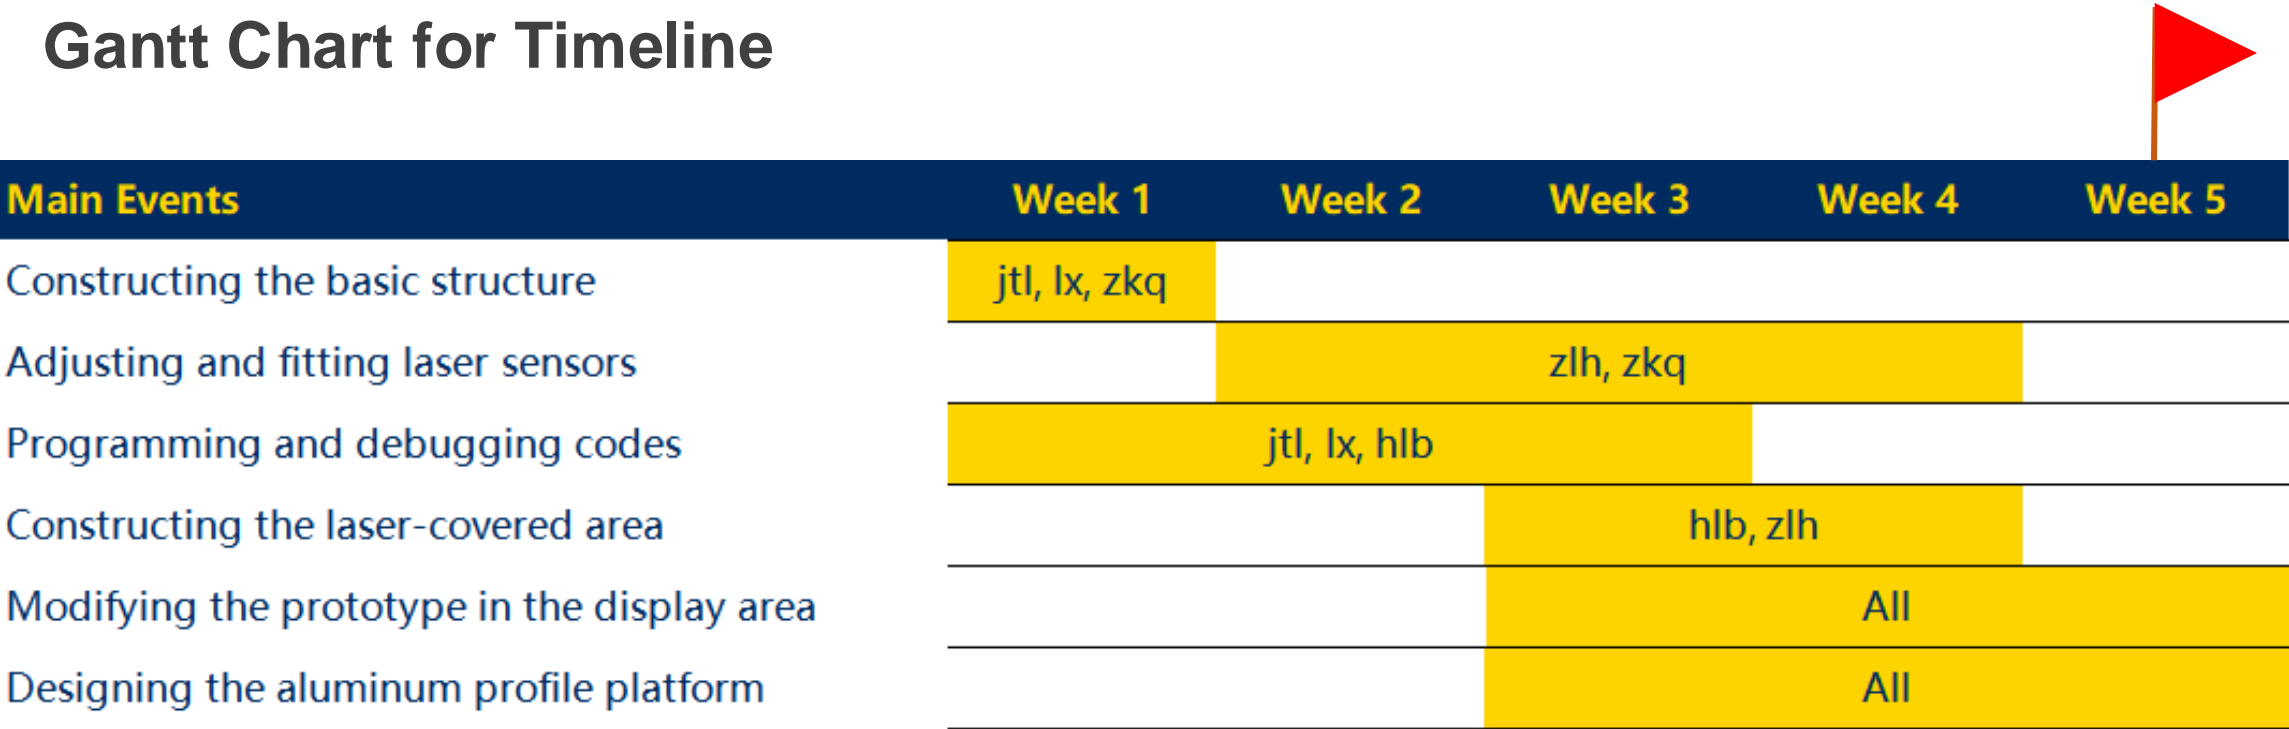 Gantt Chart for Timeline
Main Events Week 1 Week 2 Week 3 Week 4 Week 5
Constructing the basic structure jtl, lx, zkq
Adjusting and fitting laser sensors zlh, zkq
Programming and debugging codes jtl, lx, hlb
Constructing the laser-covered area hlb, zlh
Modifying the prototype in the display area All
Designing the aluminum profile platform All